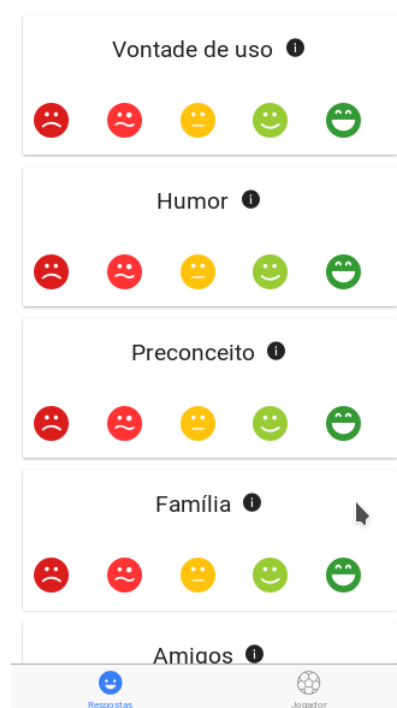 Vontade de uso
Humor
Preconceito
Família
Amigos
Respostas
Jogador